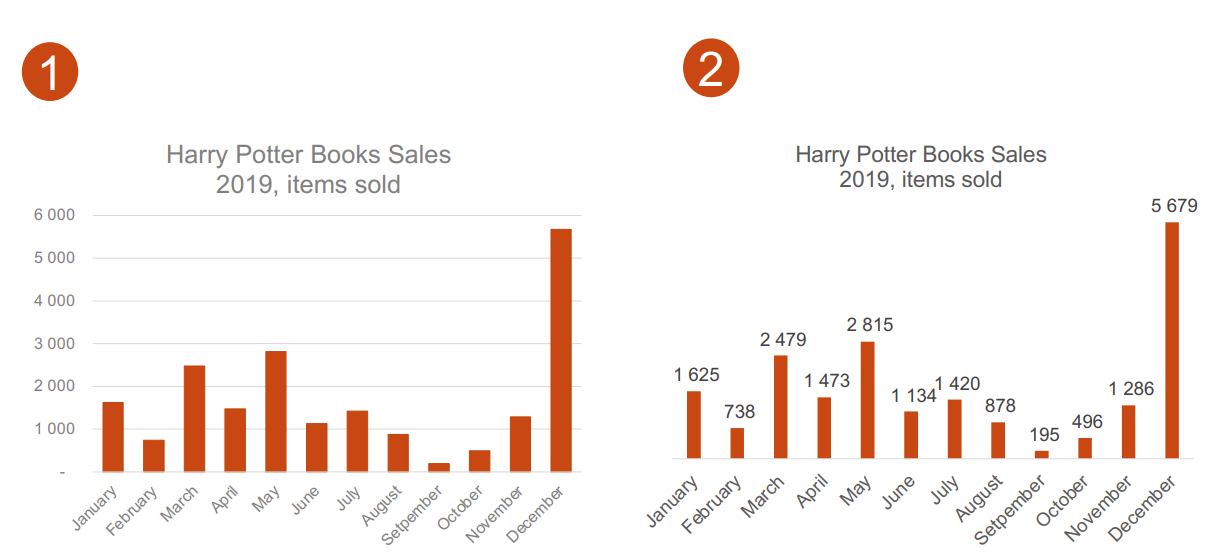 1
Harry Potter Books Sales
2019, items sold
6 000
5 000
4 000
3 000
2 000
1 000
-
January
February
March
April
May
June
July
August
Setpember
October
November
December
2
Harry Potter Books Sales
2019, items sold
1 625
738
2 479
1 473
2 815
1 134
1 420
878
195
496
1 286
5 679
January
February
March
April
May
June
July
August
Setpember
October
November
December